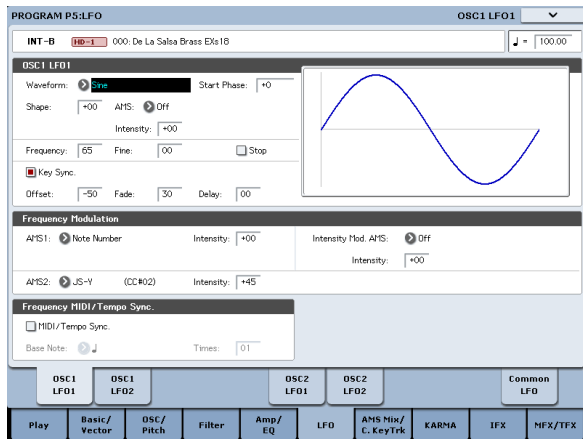 PROGRAM P5:LFO OSC1 LFO1
INT-B HD-1 000: De La Salsa Brass EXs18 ♩ = 100.00
OSC1 LFO1
Waveform: Sine Start Phase: +0
Shape: +00 AMS: Off
Intensity: +00
Frequency: 65 Fine: 00 Stop
Key Sync.
Offset: -50 Fade: 30 Delay: 00
Frequency Modulation
AMS1: Note Number Intensity: +00 Intensity Mod. AMS: Off
Intensity: +00
AMS2: JS-Y (CC#02) Intensity: +45
Frequency MIDI/Tempo Sync.
MIDI/Tempo Sync.
Base Note: ♩ Times: 01
OSC1 LFO1 OSC1 LFO2 OSC2 LFO1 OSC2 LFO2 Common LFO
Play Basic/Vector OSC/Pitch Filter Amp/EQ LFO AMS Mix/C. KeyTrk KARMA IFX MFX/TFX